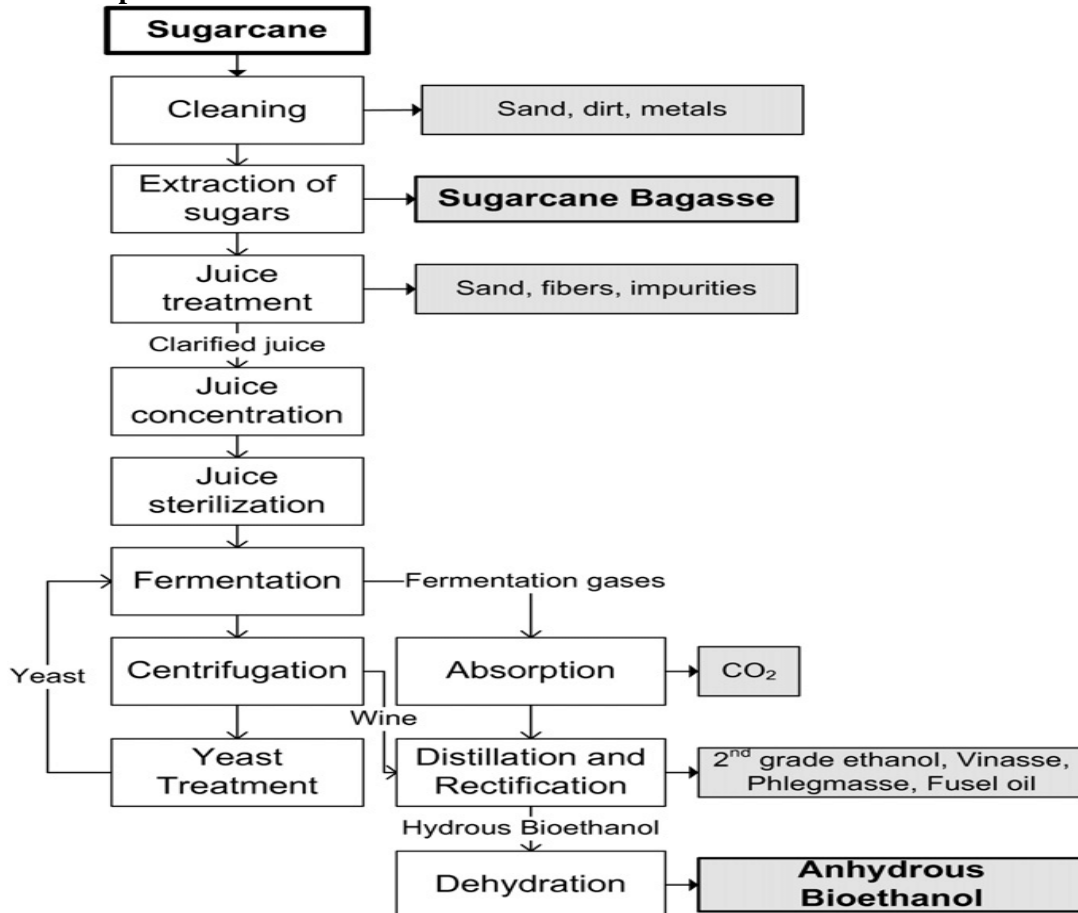 Sugarcane
Cleaning
Sand, dirt, metals
Extraction of
sugars
Sugarcane Bagasse
Juice
treatment
Sand, fibers, impurities
Clarified juice
Juice
concentration
Juice
sterilization
Fermentation
Fermentation gases
Yeast
Centrifugation
Absorption
CO₂
Wine
Yeast
Treatment
Distillation and
Rectification
2nd grade ethanol, Vinasse,
Phlegmasse, Fusel oil
Hydrous Bioethanol
Dehydration
Anhydrous
Bioethanol